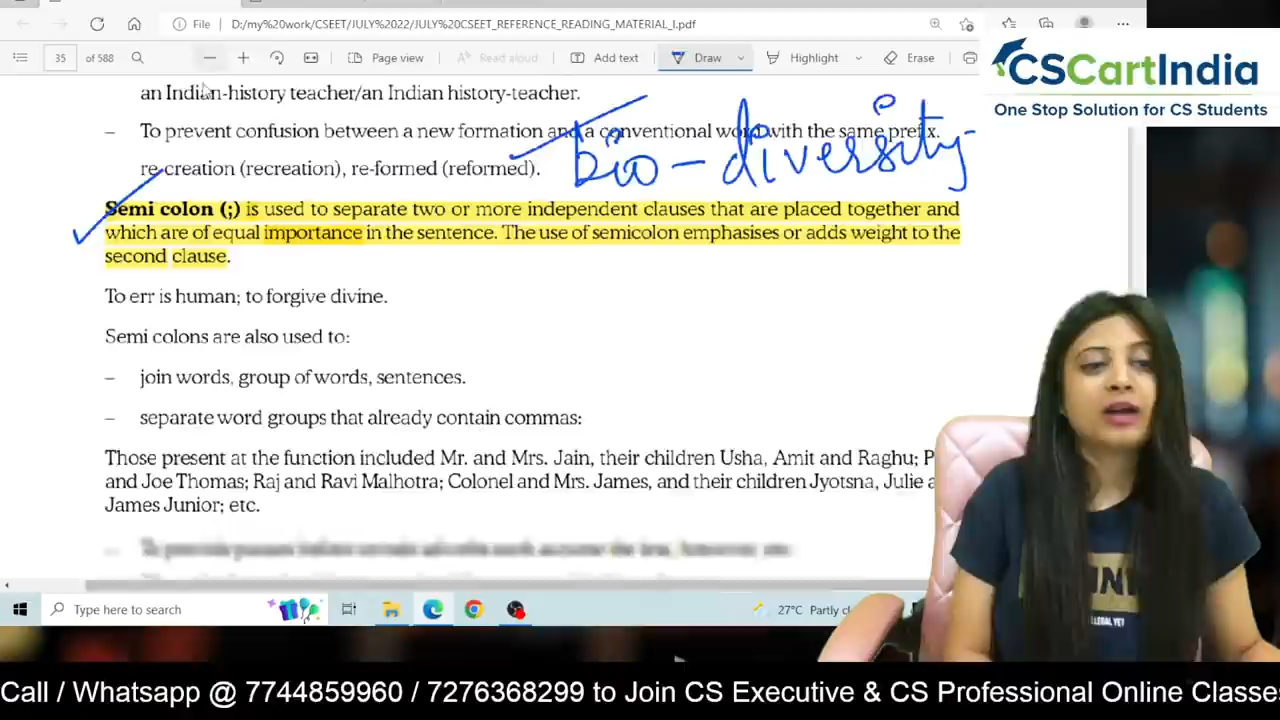 File
D:/my%20work/CSEET/JULY%2022/JULY%20CSEET_REFERENCE_READING_MATERIAL_I.pdf
35 of 588
Page view
Read aloud
Add text
Draw
Highlight
Erase
CSCartIndia
One Stop Solution for CS Students
an Indian-history teacher/an Indian history-teacher.
– To prevent confusion between a new formation and a conventional word with the same prefix.
re-creation (recreation), re-formed (reformed).
bio - diversity
Semi colon (;) is used to separate two or more independent clauses that are placed together and
which are of equal importance in the sentence. The use of semicolon emphasises or adds weight to the
second clause.
To err is human; to forgive divine.
Semi colons are also used to:
– join words, group of words, sentences.
– separate word groups that already contain commas:
Those present at the function included Mr. and Mrs. Jain, their children Usha, Amit and Raghu; P
and Joe Thomas; Raj and Ravi Malhotra; Colonel and Mrs. James, and their children Jyotsna, Julie a
James Junior; etc.
Type here to search
27°C Partly cl
Call / Whatsapp @ 7744859960 / 7276368299 to Join CS Executive & CS Professional Online Classes